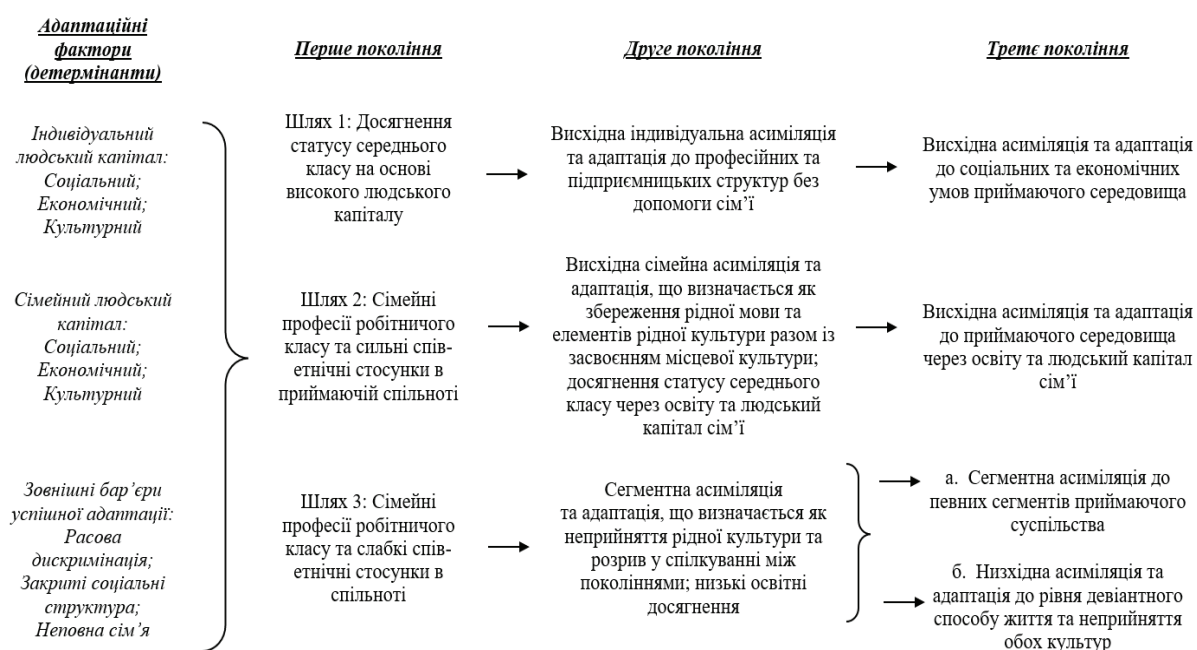 Адаптаційні
фактори
(детермінанти)
Перше покоління
Друге покоління
Третє покоління
Індивідуальний
людський капітал:
Соціальний;
Економічний;
Культурний
Шлях 1: Досягнення
статусу середнього
класу на основі
високого людського
капіталу
Висхідна індивідуальна асиміляція
та адаптація до професійних та
підприємницьких структур без
допомоги сім’ї
Висхідна асиміляція та адаптація
до соціальних та економічних
умов приймаючого середовища
Сімейний людський
капітал:
Соціальний;
Економічний;
Культурний
Шлях 2: Сімейні
професії робітничого
класу та сильні спів-
етнічні стосунки в
приймаючій спільноті
Висхідна сімейна асиміляція та
адаптація, що визначається як
збереження рідної мови та
елементів рідної культури разом із
засвоєнням місцевої культури;
досягнення статусу середнього
класу через освіту та людський
капітал сім’ї
Висхідна асиміляція та адаптація
до приймаючого середовища
через освіту та людський капітал
сім’ї
Зовнішні бар’єри
успішної адаптації:
Расова
дискримінація;
Закриті соціальні
структура;
Неповна сім’я
Шлях 3: Сімейні
професії робітничого
класу та слабкі спів-
етнічні стосунки в
спільноті
Сегментна асиміляція
та адаптація, що визначається як
неприйняття рідної культури та
розрив у спілкуванні між
поколіннями; низькі освітні
досягнення
а. Сегментна асиміляція до
певних сегментів приймаючого
суспільства
б. Низхідна асиміляція та
адаптація до рівня девіантного
способу життя та неприйняття
обох культур